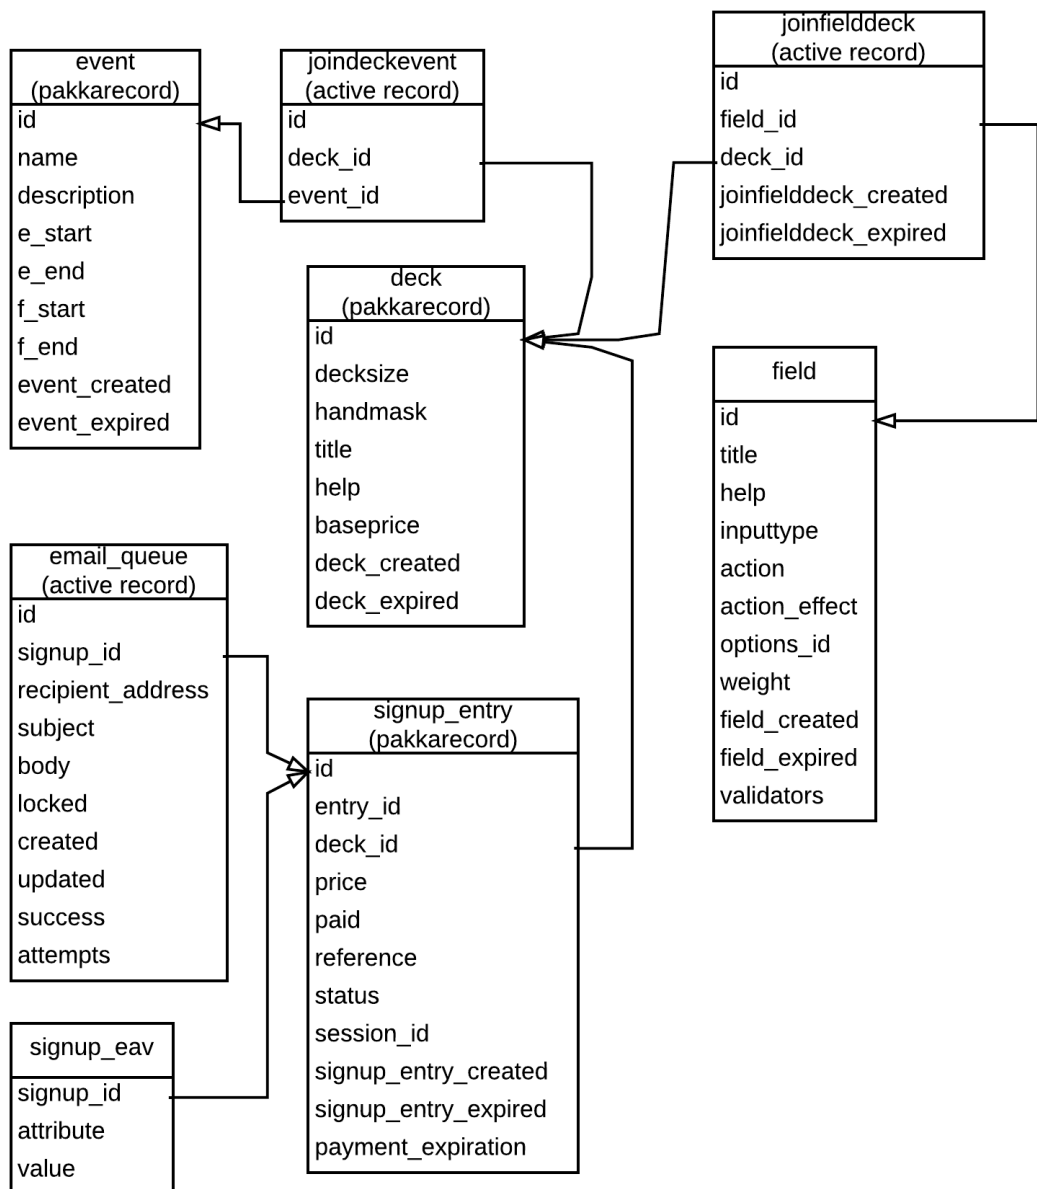 event
(pakkarecord)
id
name
description
e_start
e_end
f_start
f_end
event_created
event_expired
joindeckevent
(active record)
id
deck_id
event_id
joinfielddeck
(active record)
id
field_id
deck_id
joinfielddeck_created
joinfielddeck_expired
deck
(pakkarecord)
id
decksize
handmask
title
help
baseprice
deck_created
deck_expired
field
id
title
help
inputtype
action
action_effect
options_id
weight
field_created
field_expired
validators
email_queue
(active record)
id
signup_id
recipient_address
subject
body
locked
created
updated
success
attempts
signup_entry
(pakkarecord)
id
entry_id
deck_id
price
paid
reference
status
session_id
signup_entry_created
signup_entry_expired
payment_expiration
signup_eav
signup_id
attribute
value